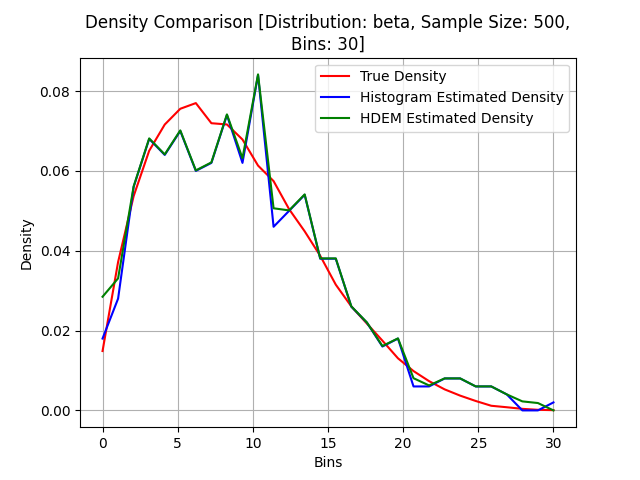 Density Comparison [Distribution: beta, Sample Size: 500,
Bins: 30]
True Density
Histogram Estimated Density
HDEM Estimated Density
Density
0.08
0.06
0.04
0.02
0.00
0 5 10 15 20 25 30
Bins